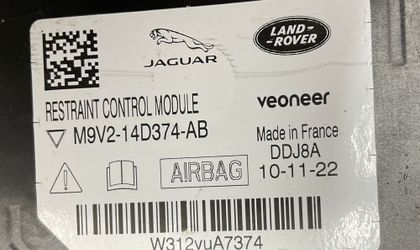 JAGUAR
LAND-
ROVER
RESTRAINT CONTROL MODULE
veoneer
M9V2-14D374-AB
Made in France
DDJ8A
AIRBAG
10-11-22
W312vuA7374